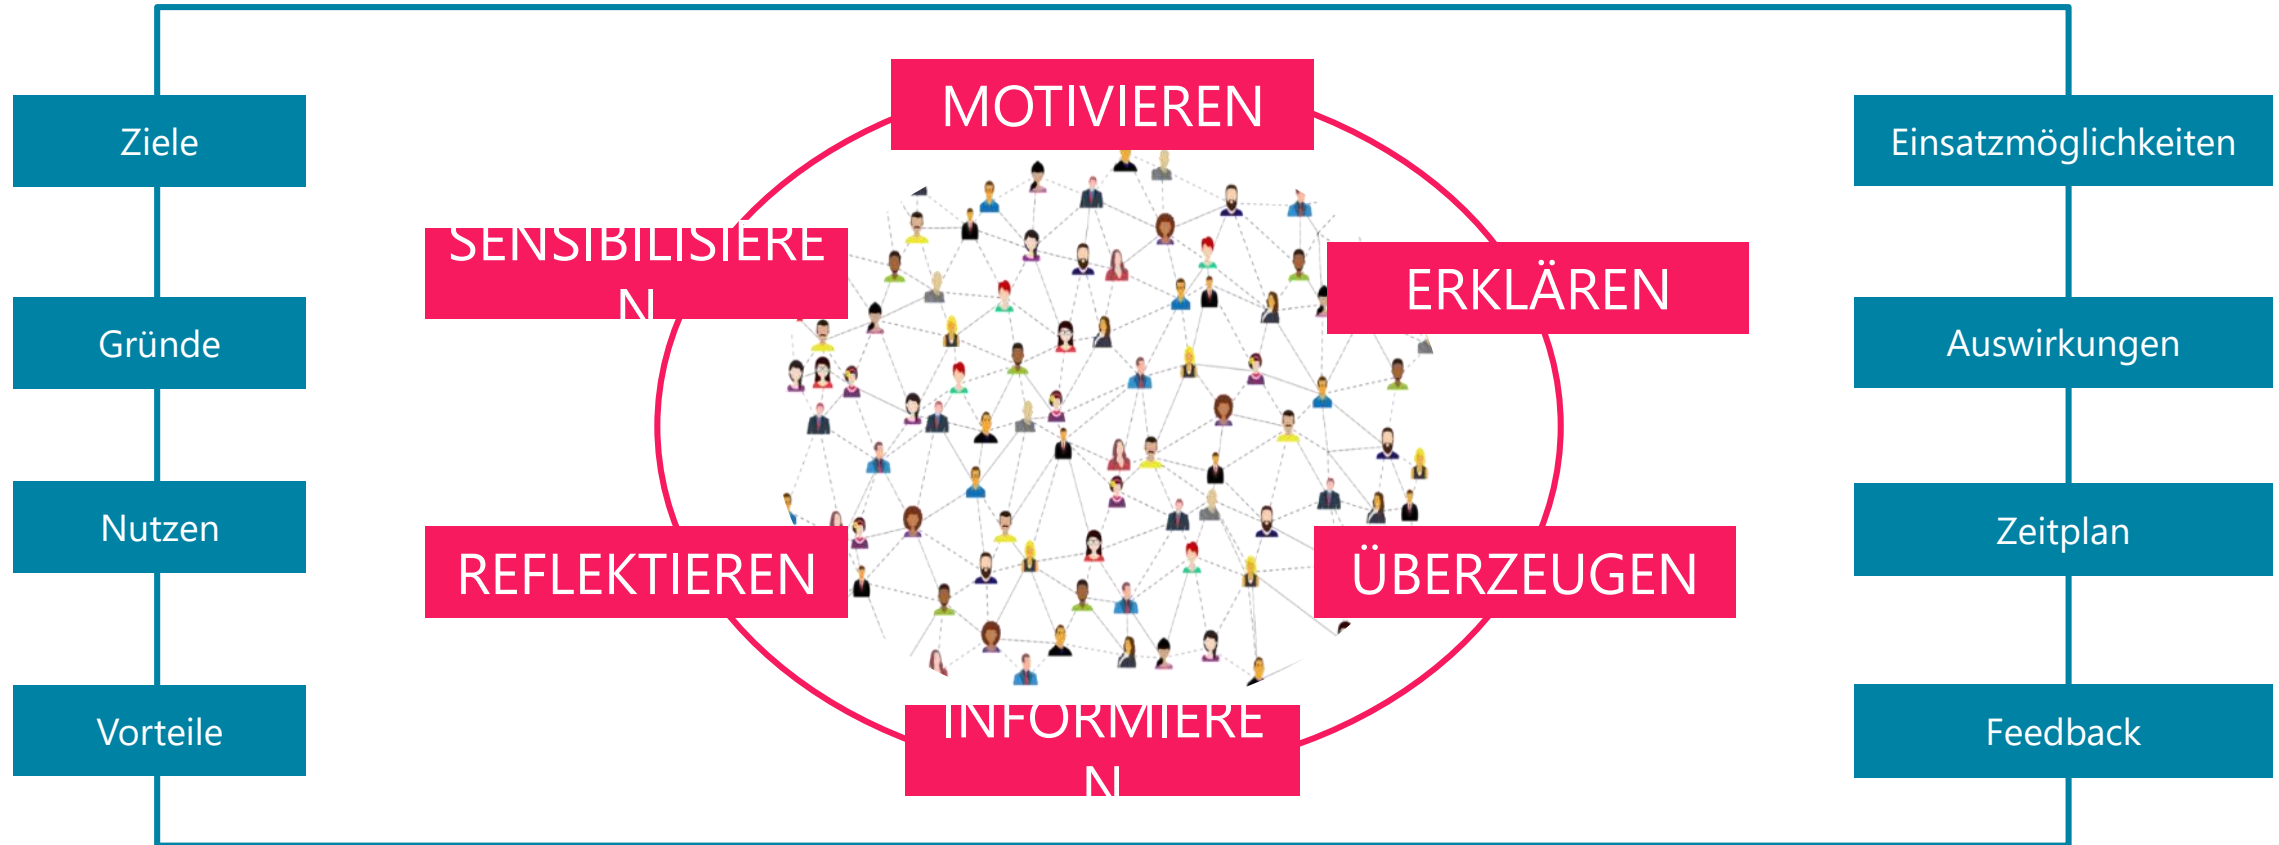 MOTIVIEREN
Ziele
Einsatzmöglichkeiten
SENSIBILISIERE
N
ERKLÄREN
Gründe
Auswirkungen
Nutzen
Zeitplan
REFLEKTIEREN
ÜBERZEUGEN
Vorteile
INFORMIERE
N
Feedback